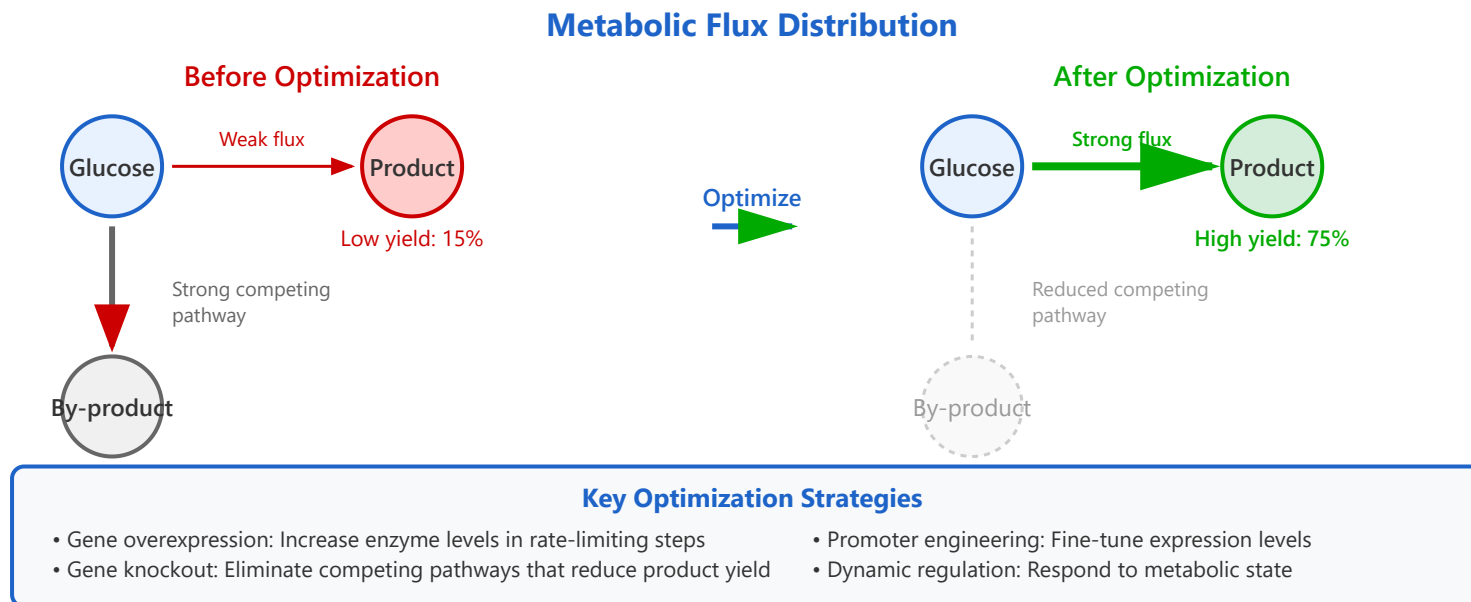 Metabolic Flux Distribution
Before Optimization
Glucose
Weak flux
Product
Low yield: 15%
Strong competing
pathway
By-product
Optimize
After Optimization
Glucose
Strong flux
Product
High yield: 75%
Reduced competing
pathway
By-product
Key Optimization Strategies
• Gene overexpression: Increase enzyme levels in rate-limiting steps
• Gene knockout: Eliminate competing pathways that reduce product yield
• Promoter engineering: Fine-tune expression levels
• Dynamic regulation: Respond to metabolic state